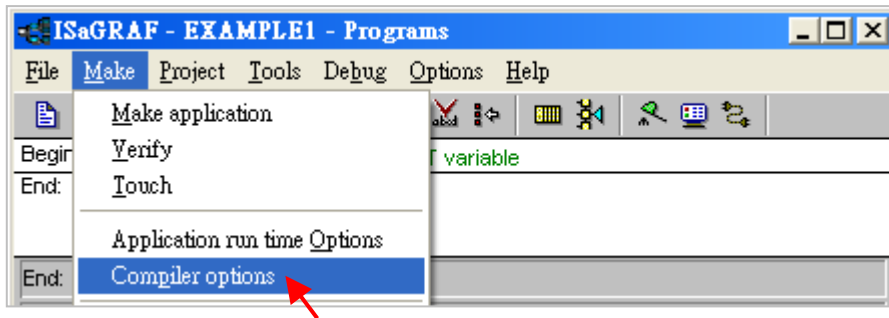 ISaGRAF - EXAMPLE1 - Programs
File Make Project Tools Debug Options Help
Make application
Verify
Begin variable
Touch
End:
Application run time Options
Compiler options
End: